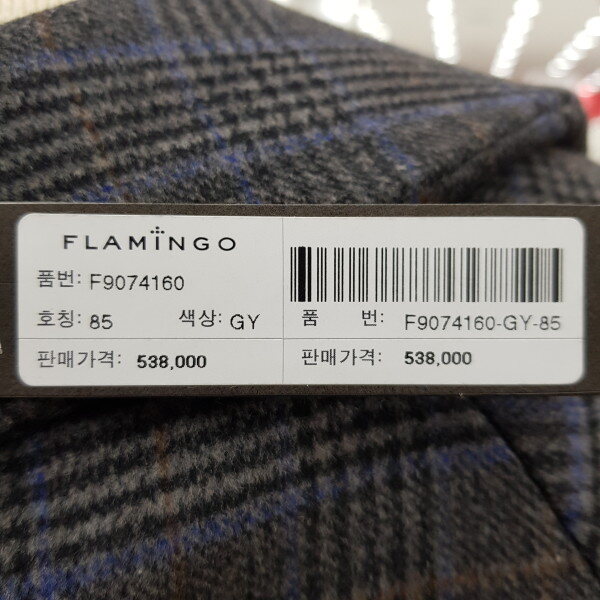 FLAMINGO
품번: F9074160
호칭: 85 색상: GY
판매가격: 538,000
품 번: F9074160-GY-85
판매가격: 538,000